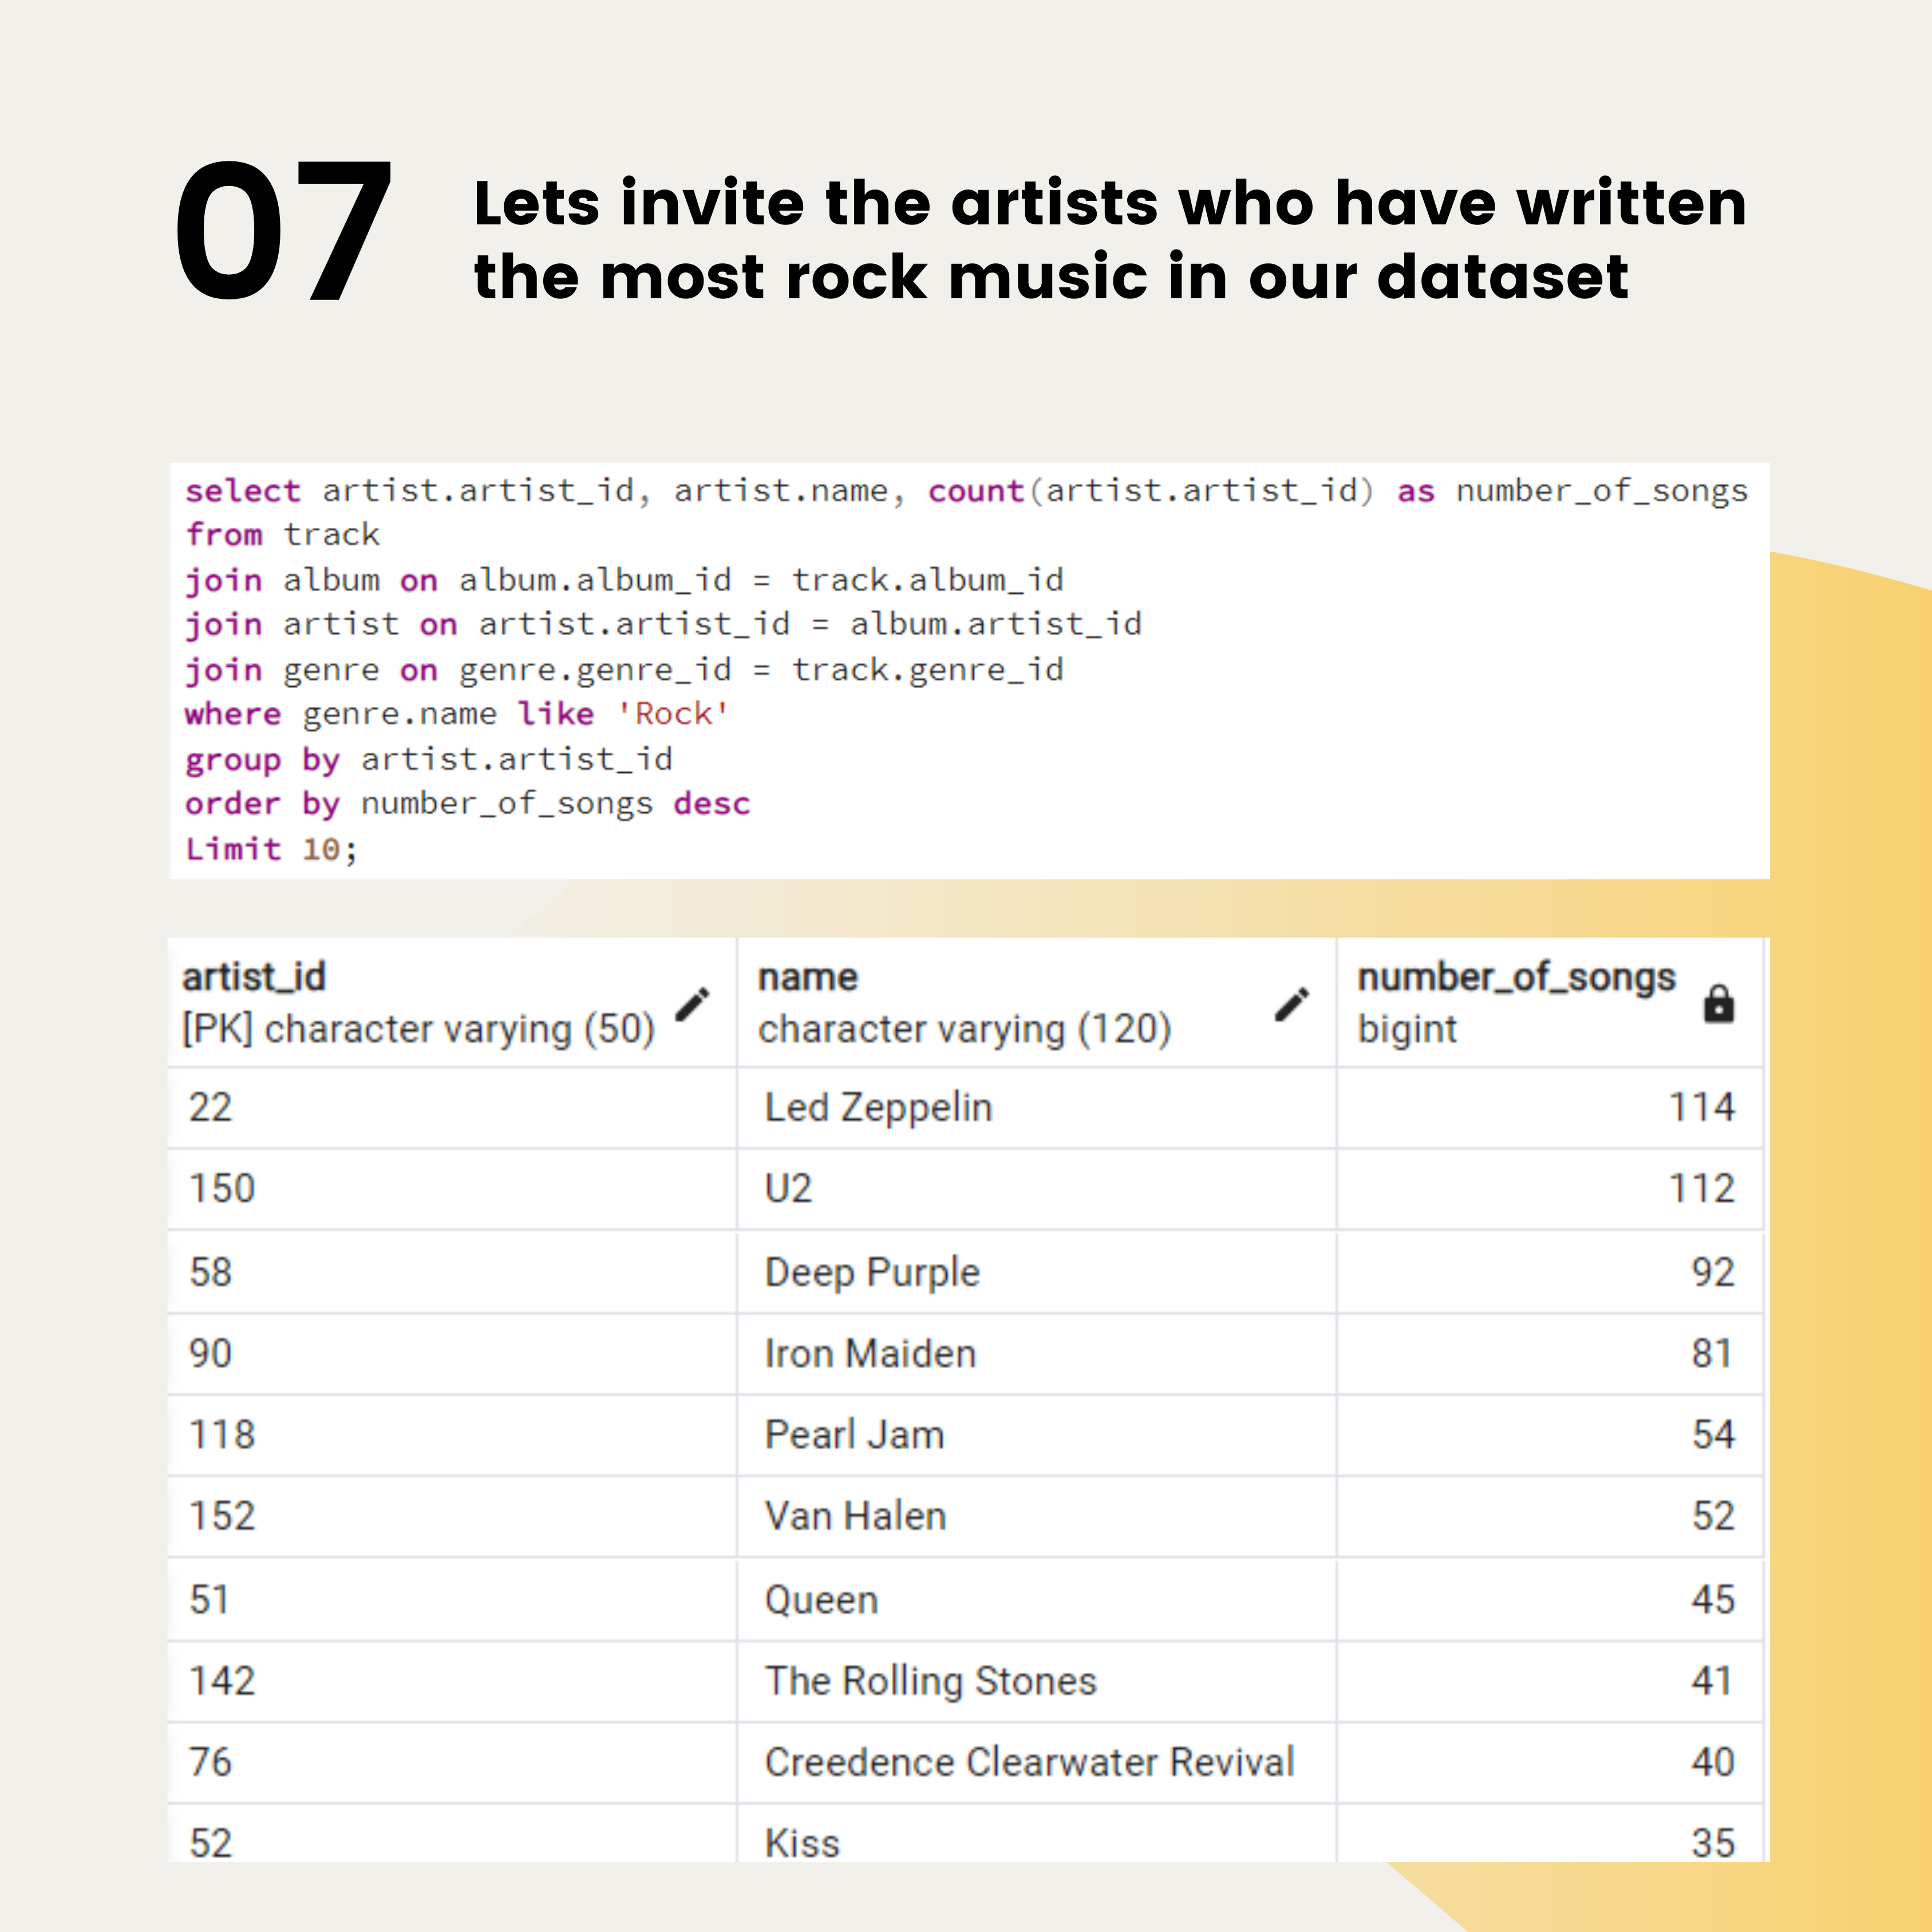 07
Lets invite the artists who have written
the most rock music in our dataset
select artist.artist_id, artist.name, count(artist.artist_id) as number_of_songs
from track
join album on album.album_id = track.album_id
join artist on artist.artist_id = album.artist_id
join genre on genre.genre_id = track.genre_id
where genre.name like 'Rock'
group by artist.artist_id
order by number_of_songs desc
Limit 10;
artist_id name number_of_songs
[PK] character varying (50) character varying (120) bigint
22 Led Zeppelin 114
150 U2 112
58 Deep Purple 92
90 Iron Maiden 81
118 Pearl Jam 54
152 Van Halen 52
51 Queen 45
142 The Rolling Stones 41
76 Creedence Clearwater Revival 40
52 Kiss 35